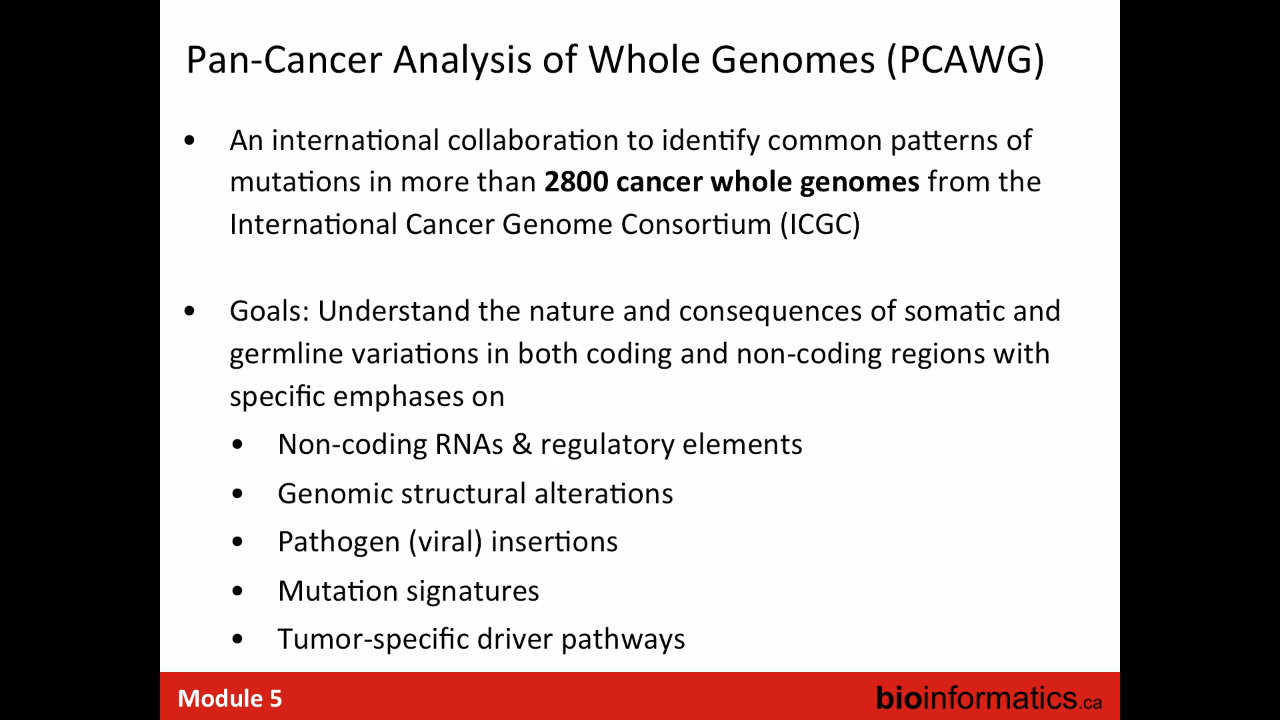 Pan-Cancer Analysis of Whole Genomes (PCAWG)
• An international collaboration to identify common patterns of
mutations in more than 2800 cancer whole genomes from the
International Cancer Genome Consortium (ICGC)
• Goals: Understand the nature and consequences of somatic and
germline variations in both coding and non-coding regions with
specific emphases on
• Non-coding RNAs & regulatory elements
• Genomic structural alterations
• Pathogen (viral) insertions
• Mutation signatures
• Tumor-specific driver pathways
Module 5
bioinformatics.ca